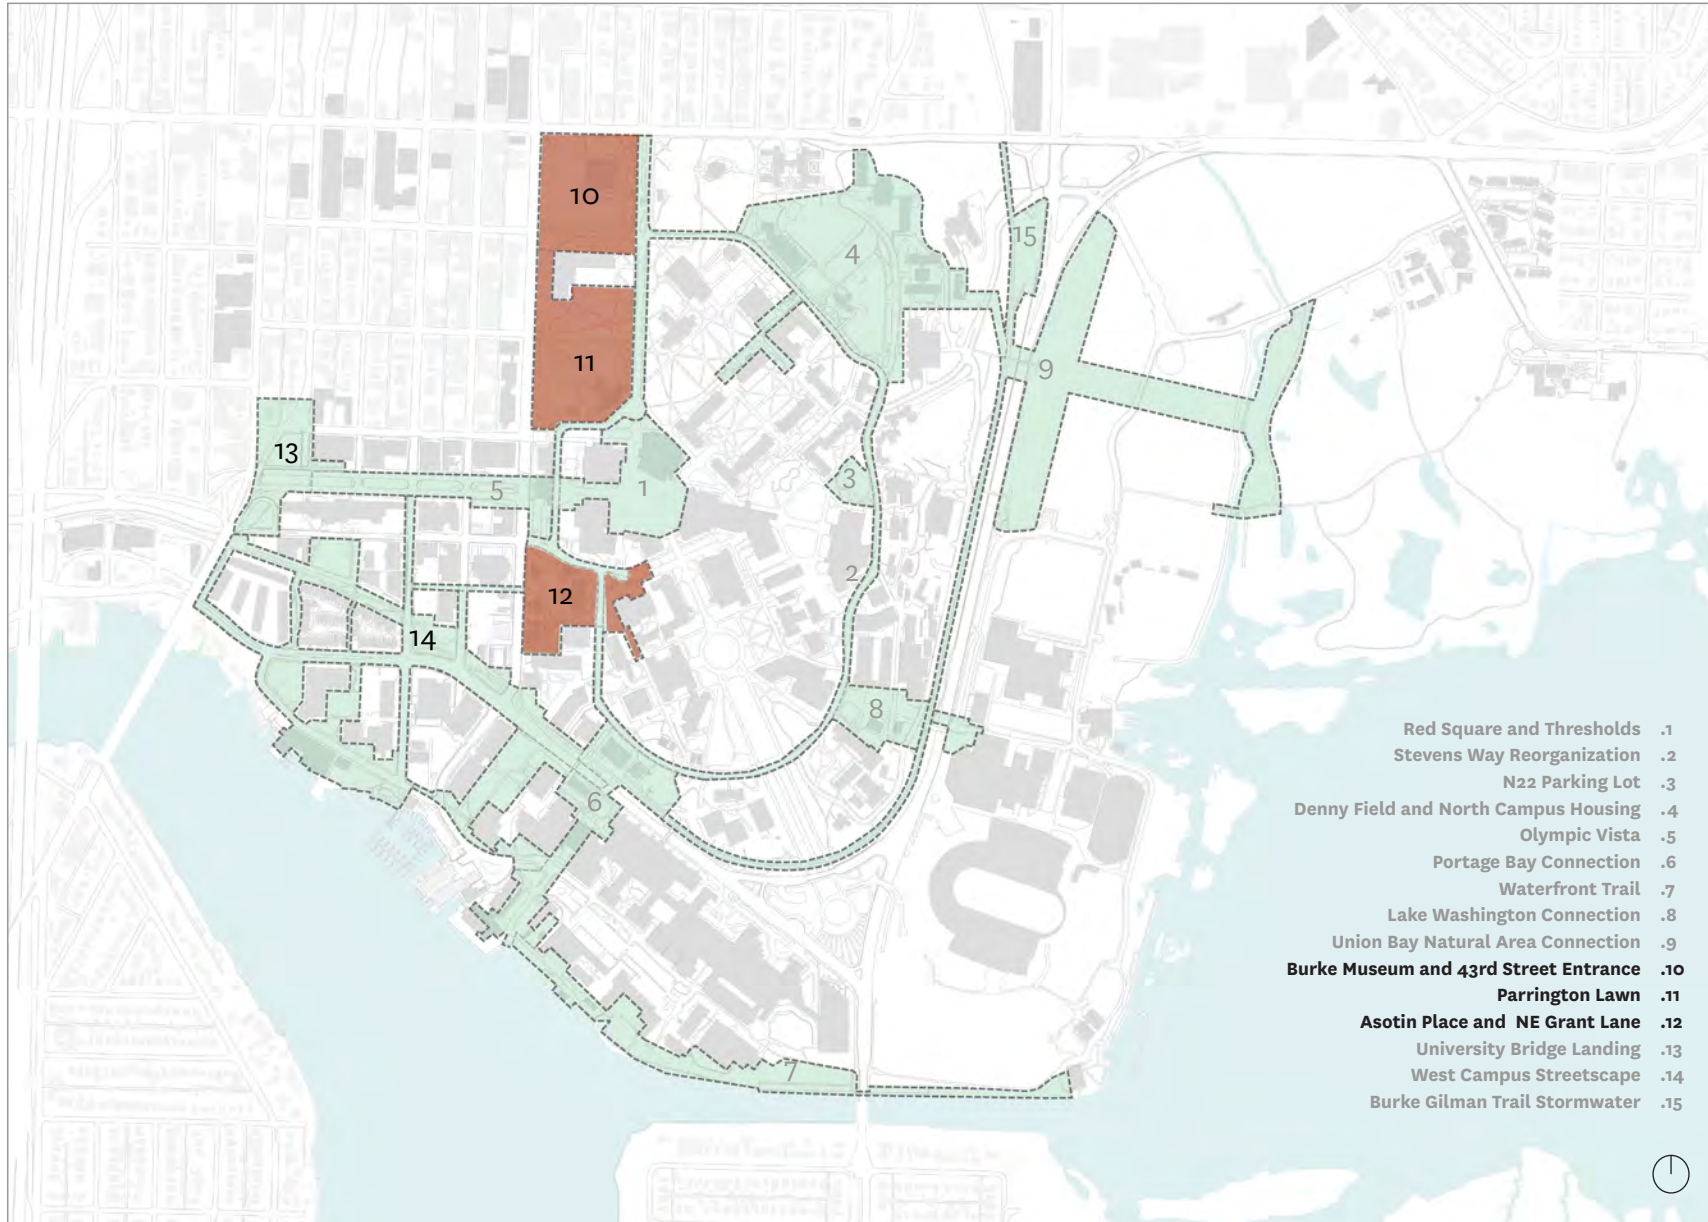 10
4
15
11
9
13
5
1
3
2
12
14
8
6
7
Red Square and Thresholds .1
Stevens Way Reorganization .2
N22 Parking Lot .3
Denny Field and North Campus Housing .4
Olympic Vista .5
Portage Bay Connection .6
Waterfront Trail .7
Lake Washington Connection .8
Union Bay Natural Area Connection .9
Burke Museum and 43rd Street Entrance .10
Parrington Lawn .11
Asotin Place and NE Grant Lane .12
University Bridge Landing .13
West Campus Streetscape .14
Burke Gilman Trail Stormwater .15